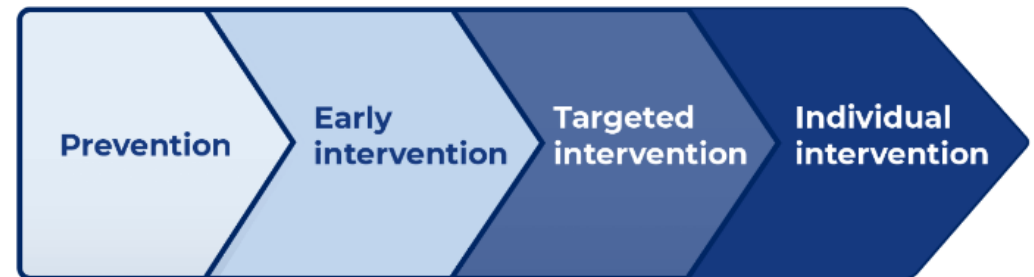 Prevention
Early
intervention
Targeted
intervention
Individual
intervention